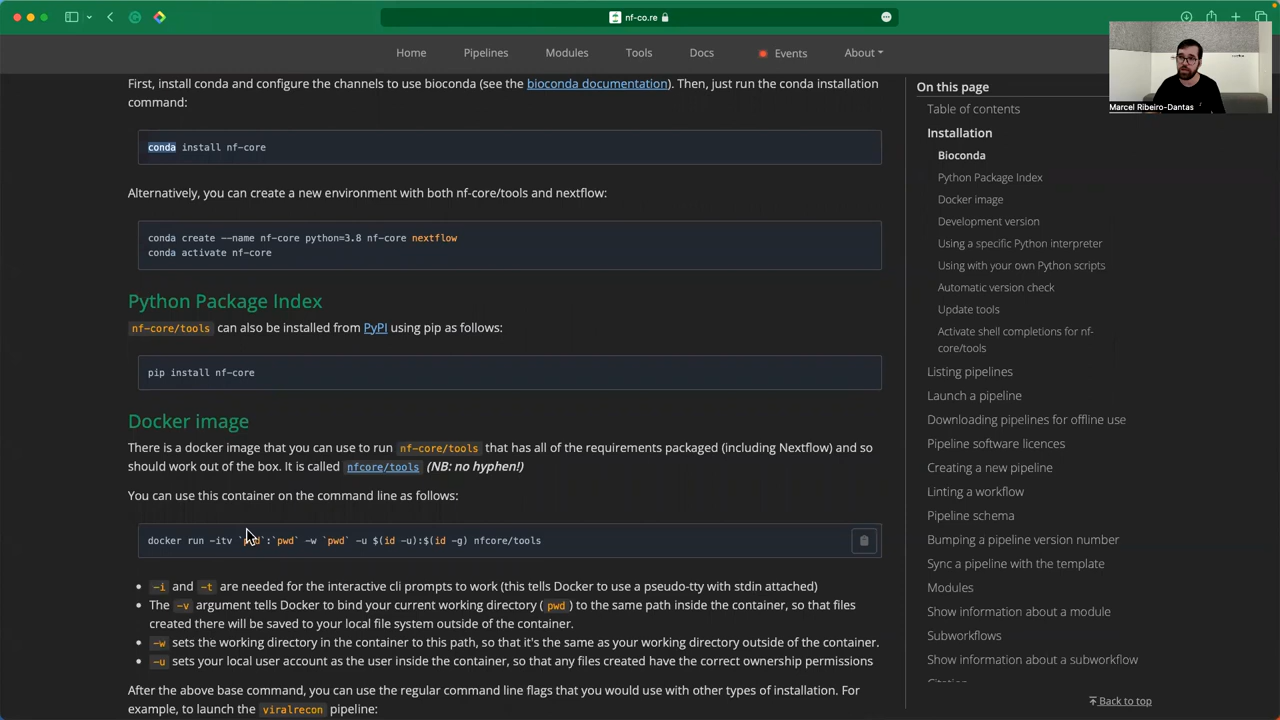 nf-co.re
Home Pipelines Modules Tools Docs Events About
Marcel Ribeiro-Dantas
First, install conda and configure the channels to use bioconda (see the bioconda documentation). Then, just run the conda installation
command:
conda install nf-core
Alternatively, you can create a new environment with both nf-core/tools and nextflow:
conda create --name nf-core python=3.8 nf-core nextflow
conda activate nf-core
Python Package Index
nf-core/tools can also be installed from PyPI using pip as follows:
pip install nf-core
Docker image
There is a docker image that you can use to run nf-core/tools that has all of the requirements packaged (including Nextflow) and so
should work out of the box. It is called nfcore/tools (NB: no hyphen!)
You can use this container on the command line as follows:
docker run -itv `pwd`:`pwd` -w `pwd` -u $(id -u):$(id -g) nfcore/tools
-i and -t are needed for the interactive cli prompts to work (this tells Docker to use a pseudo-tty with stdin attached)
The -v argument tells Docker to bind your current working directory ( pwd ) to the same path inside the container, so that files
created there will be saved to your local file system outside of the container.
-w sets the working directory in the container to this path, so that it's the same as your working directory outside of the container.
-u sets your local user account as the user inside the container, so that any files created have the correct ownership permissions
After the above base command, you can use the regular command line flags that you would use with other types of installation. For
example, to launch the viralrecon pipeline:
On this page
Table of contents
Installation
Bioconda
Python Package Index
Docker image
Development version
Using a specific Python interpreter
Using with your own Python scripts
Automatic version check
Update tools
Activate shell completions for nf-
core/tools
Listing pipelines
Launch a pipeline
Downloading pipelines for offline use
Pipeline software licences
Creating a new pipeline
Linting a workflow
Pipeline schema
Bumping a pipeline version number
Sync a pipeline with the template
Modules
Show information about a module
Subworkflows
Show information about a subworkflow
Citation
Back to top